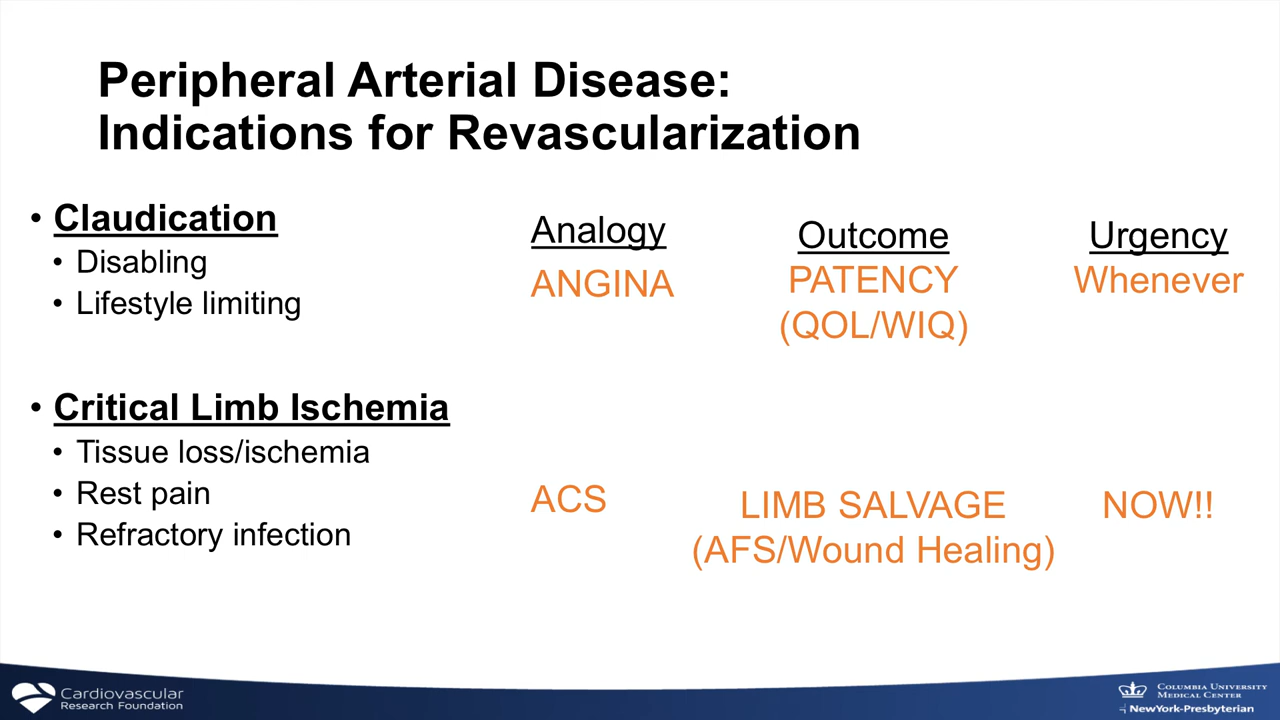 Peripheral Arterial Disease:
Indications for Revascularization
• Claudication
• Disabling
• Lifestyle limiting
Analogy
ANGINA
Outcome
PATENCY
(QOL/WIQ)
Urgency
Whenever
• Critical Limb Ischemia
• Tissue loss/ischemia
• Rest pain
• Refractory infection
ACS
LIMB SALVAGE
(AFS/Wound Healing)
NOW!!
Cardiovascular
Research Foundation
COLUMBIA UNIVERSITY
MEDICAL CENTER
NewYork-Presbyterian